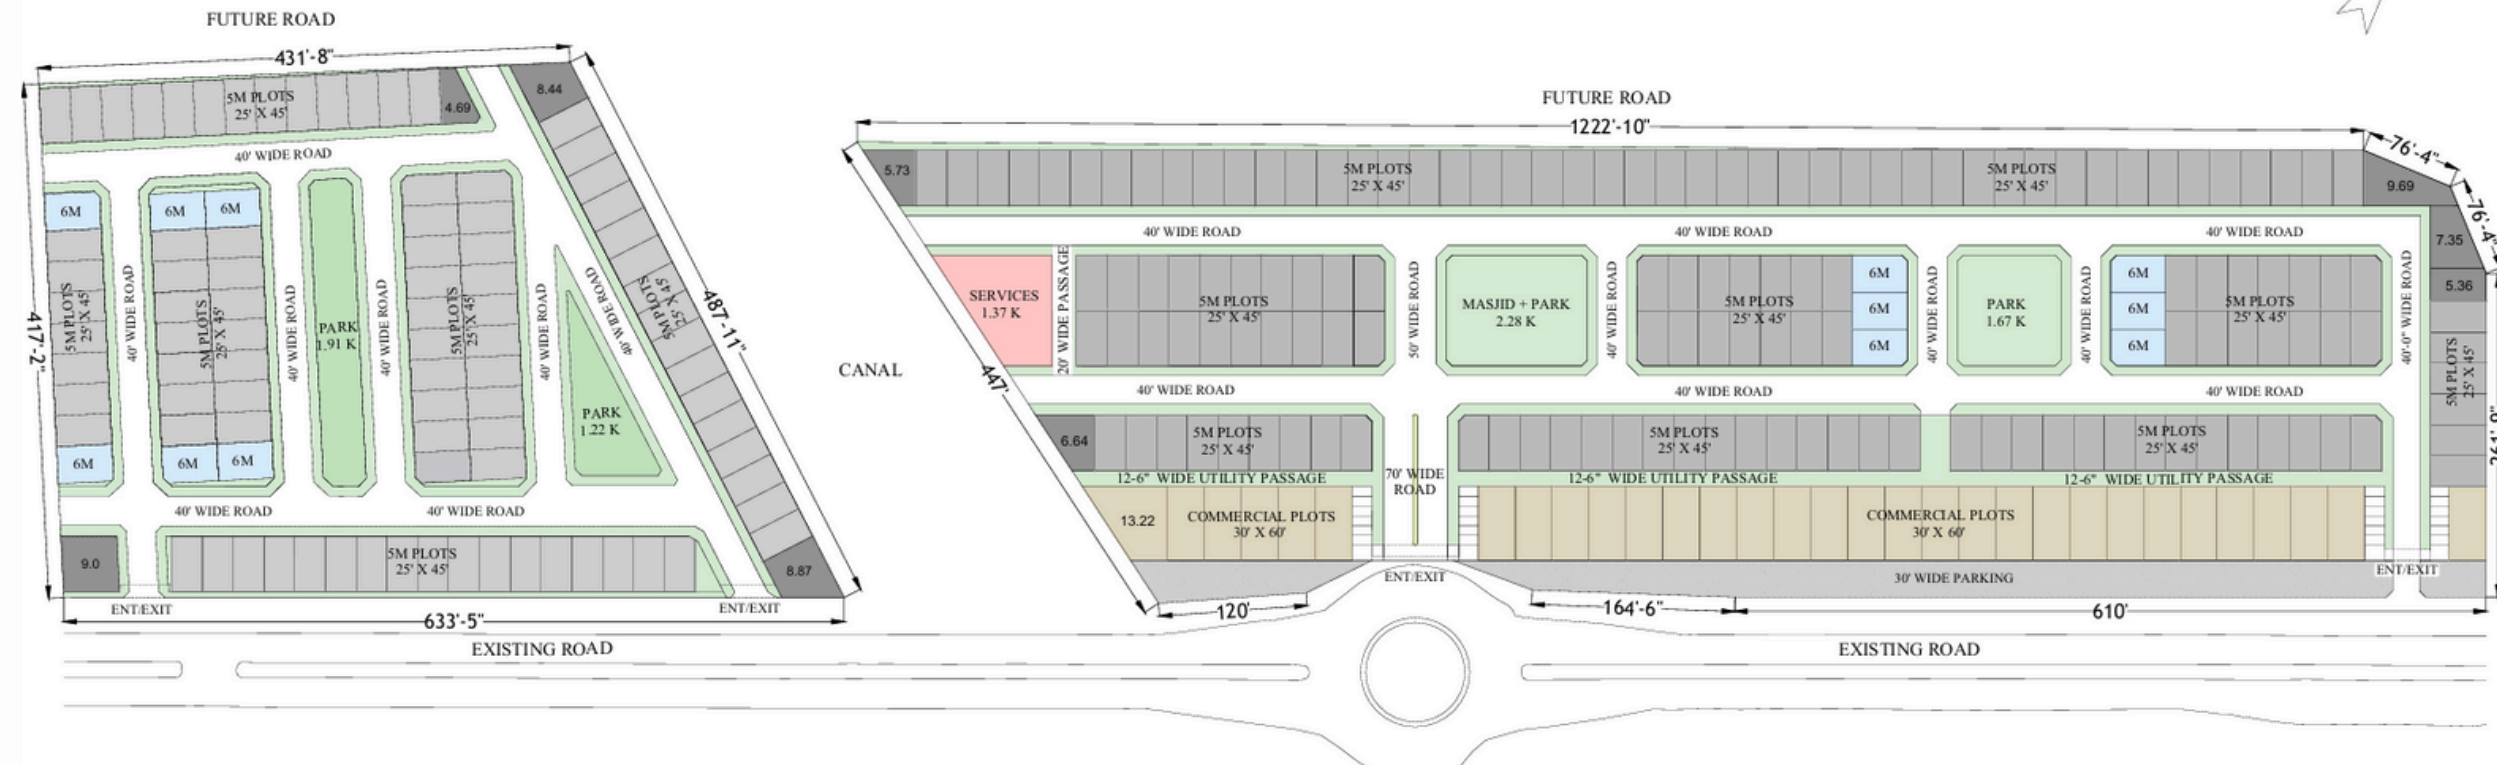 FUTURE ROAD
431'-8"
5M PLOTS
25' X 45'
4.69
8.44
40' WIDE ROAD
6M
6M
6M
5M PLOTS
25' X 45'
40' WIDE ROAD
5M PLOTS
25' X 45'
40' WIDE ROAD
PARK
1.91 K
40' WIDE ROAD
5M PLOTS
25' X 45'
40' WIDE ROAD
40' WIDE ROAD
5M PLOTS
25' X 45'
487'-11"
417'-2"
PARK
1.22 K
6M
6M
6M
40' WIDE ROAD
40' WIDE ROAD
9.0
5M PLOTS
25' X 45'
8.87
ENT/EXIT
ENT/EXIT
633'-5"
EXISTING ROAD
CANAL
FUTURE ROAD
1222'-10"
76'-4"
5.73
5M PLOTS
25' X 45'
5M PLOTS
25' X 45'
9.69
76'-4"
40' WIDE ROAD
40' WIDE ROAD
40' WIDE ROAD
7.35
5.36
SERVICES
1.37 K
20' WIDE PASSAGE
5M PLOTS
25' X 45'
50' WIDE ROAD
MASJID + PARK
2.28 K
40' WIDE ROAD
5M PLOTS
25' X 45'
6M
6M
6M
40' WIDE ROAD
PARK
1.67 K
40' WIDE ROAD
6M
6M
6M
5M PLOTS
25' X 45'
40'-0" WIDE ROAD
5M PLOTS
25' X 45'
447'
40' WIDE ROAD
40' WIDE ROAD
40' WIDE ROAD
6.64
5M PLOTS
25' X 45'
5M PLOTS
25' X 45'
5M PLOTS
25' X 45'
12-6" WIDE UTILITY PASSAGE
70' WIDE
ROAD
12-6" WIDE UTILITY PASSAGE
12-6" WIDE UTILITY PASSAGE
13.22
COMMERCIAL PLOTS
30' X 60'
COMMERCIAL PLOTS
30' X 60'
ENT/EXIT
30' WIDE PARKING
ENT/EXIT
120'
164'-6"
610'
EXISTING ROAD